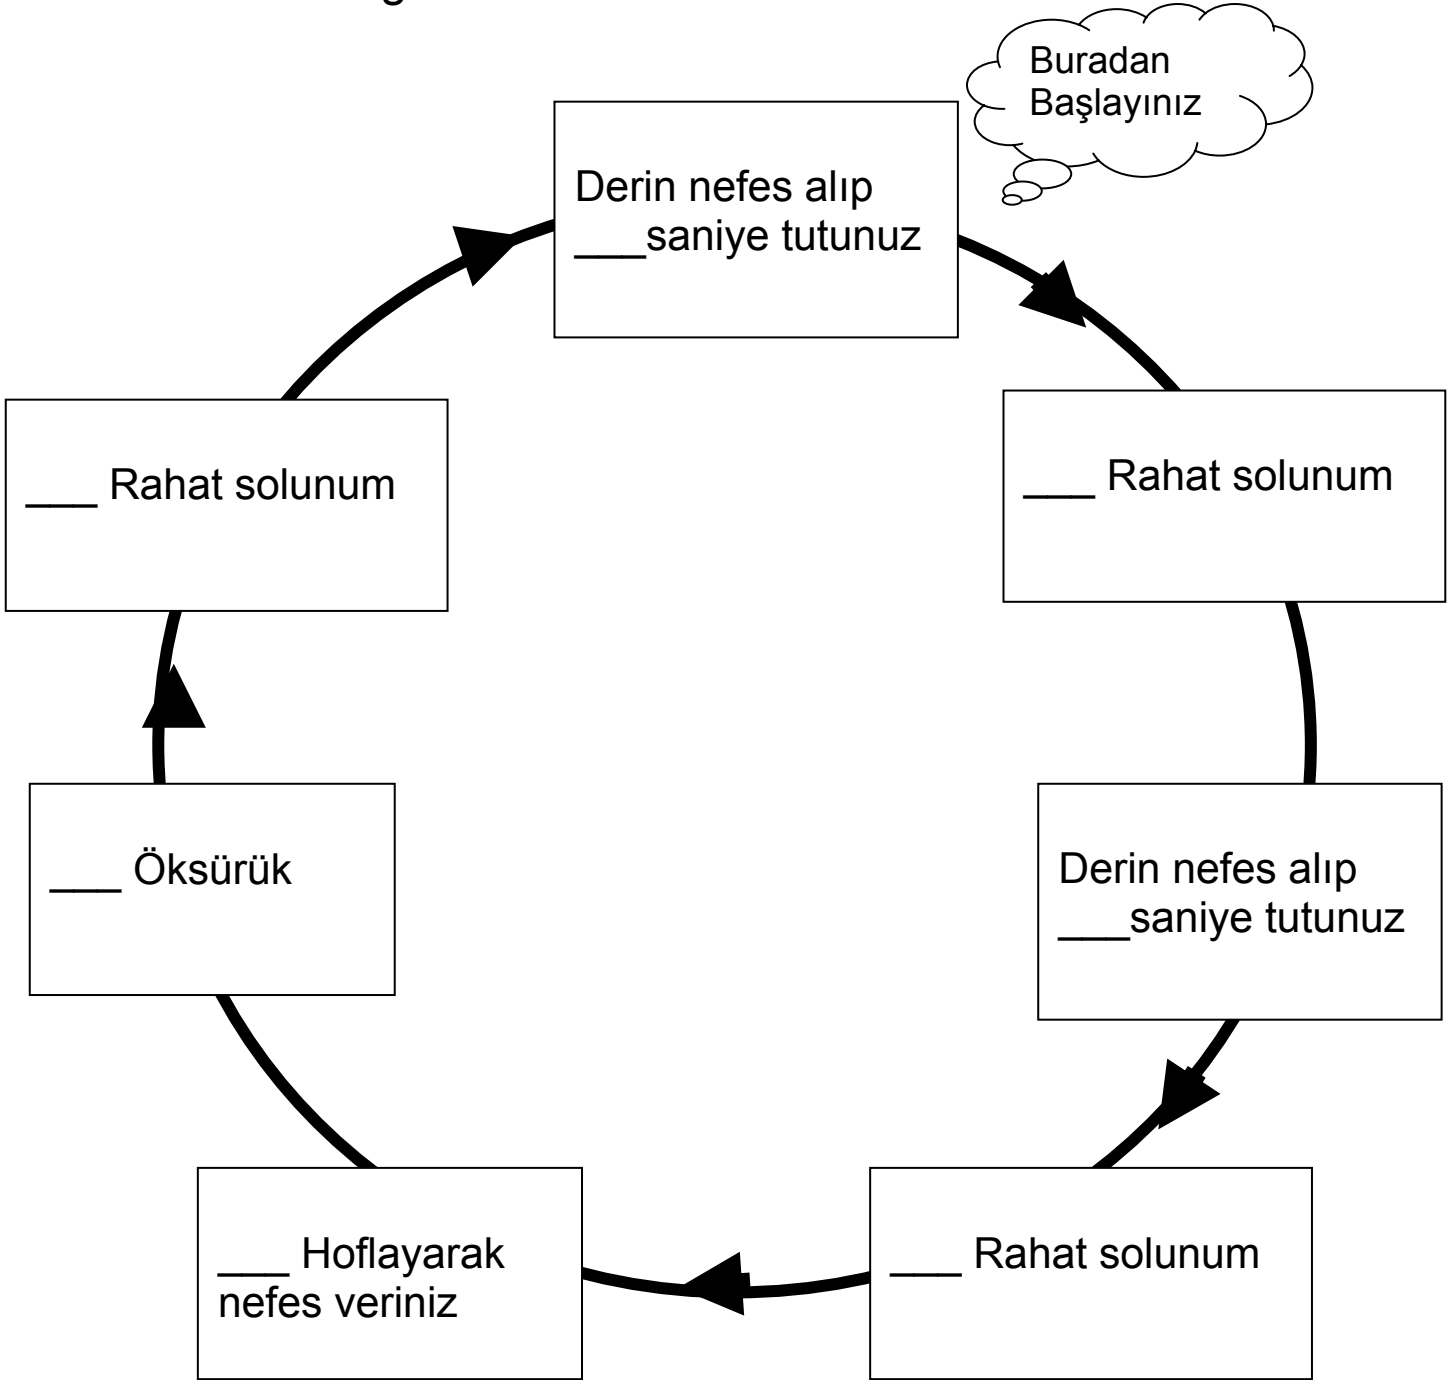 Buradan
Başlayınız
Derin nefes alıp
___saniye tutunuz
___ Rahat solunum
Derin nefes alıp
___saniye tutunuz
___ Rahat solunum
___ Hoflayarak
nefes veriniz
___ Öksürük
___ Rahat solunum